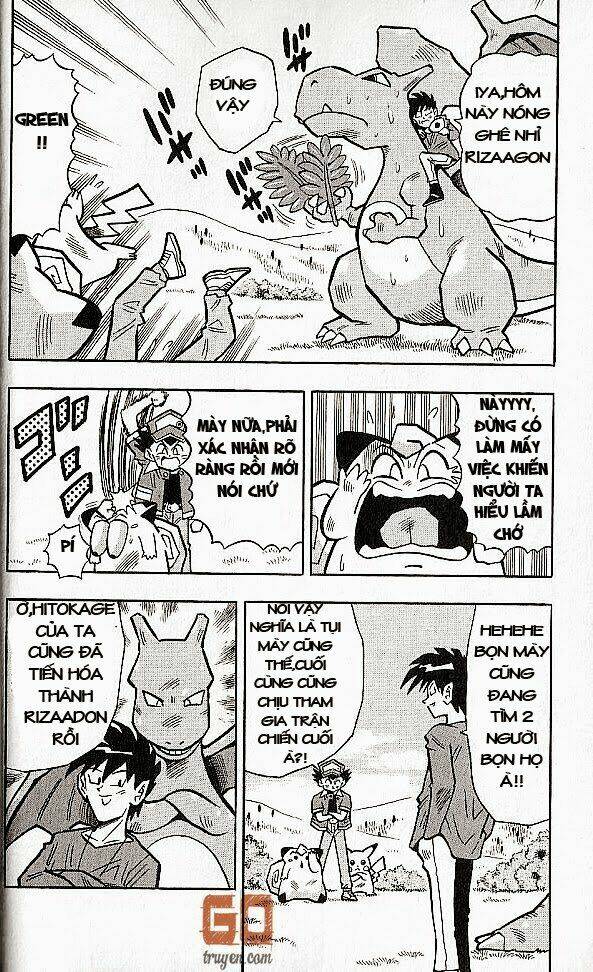 IYA,HÔM
NÀY NÓNG
GHÊ NHỈ
RIZAAGON
ĐÚNG
VẬY
GREEN
!!
NÀYYYY,
ĐỪNG CÓ
LÀM MẤY
VIỆC KHIẾN
NGƯỜI TA
HIỂU LẦM
CHỚ
MÀY NỮA,PHẢI
XÁC NHẬN RÕ
RÀNG RỒI MỚI
NÓI CHỨ
PÍ
HEHEHE
BỌN MÀY
CŨNG
ĐANG
TÌM 2
NGƯỜI
BỌN HỌ
À!!
NÓI VẬY
NGHĨA LÀ TỤI
MÀY CŨNG
THẾ,CUỐI
CÙNG CŨNG
CHỊU THAM
GIA TRẬN
CHIẾN CUỐI
À?!
Ơ,HITOKAGE
CỦA TA
CŨNG ĐÃ
TIẾN HÓA
THÀNH
RIZAADON
RỒI
GO
truyen.com